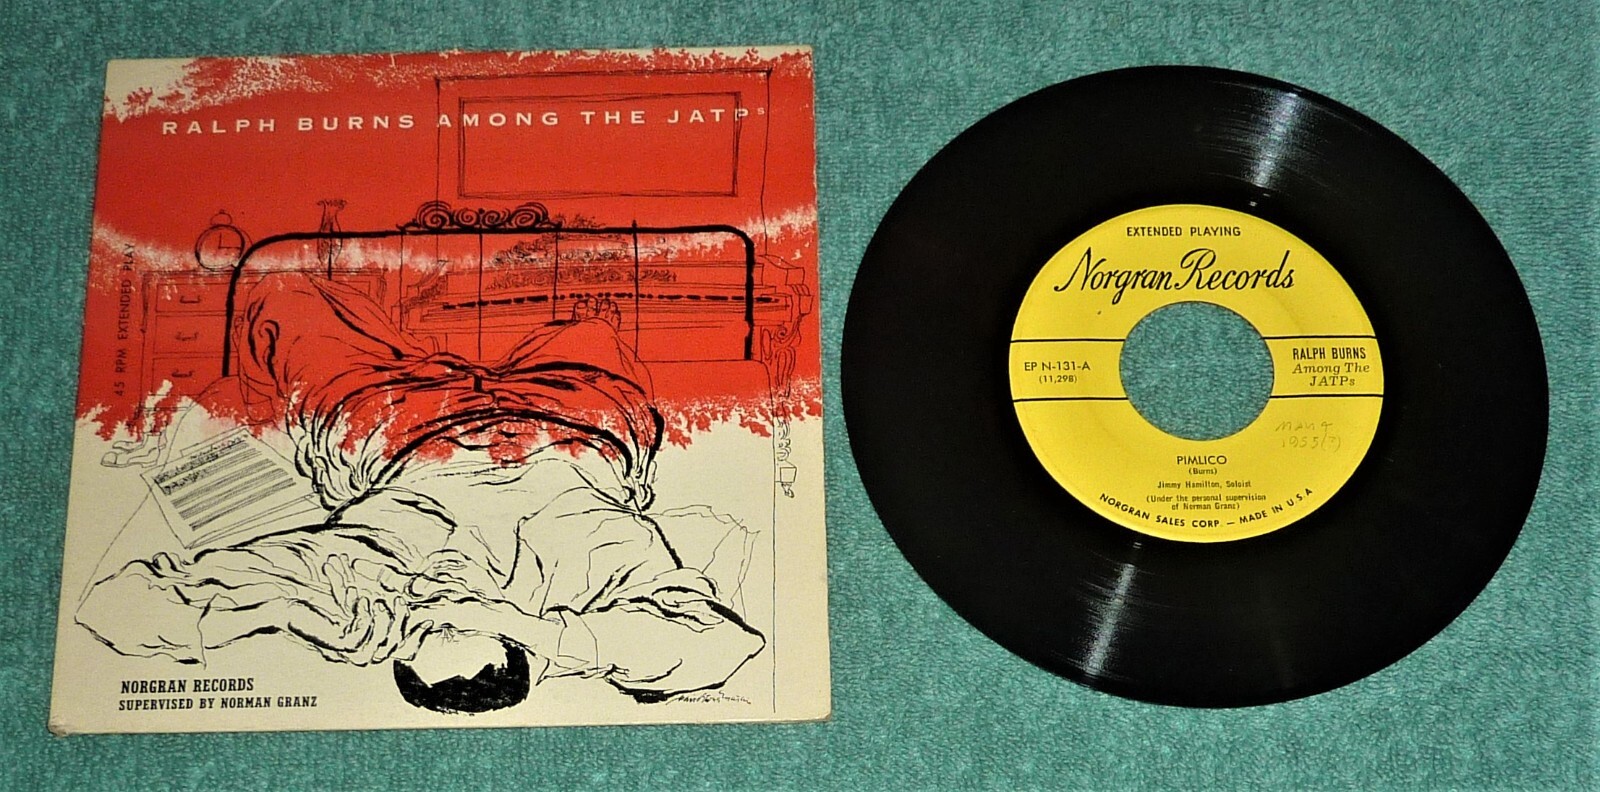 RALPH BURNS AMONG THE JATPs
45 RPM EXTENDED PLAY
NORGRAN RECORDS
SUPERVISED BY NORMAN GRANZ
EXTENDED PLAYING
Norgran Records
EP N-131-A
(11,298)
RALPH BURNS
Among The
JATPs
1955(?)
PIMLICO
(Burns)
Jimmy Hamilton, Soloist
(Under the personal supervision
of Norman Granz)
NORGRAN SALES CORP. — MADE IN U.S.A